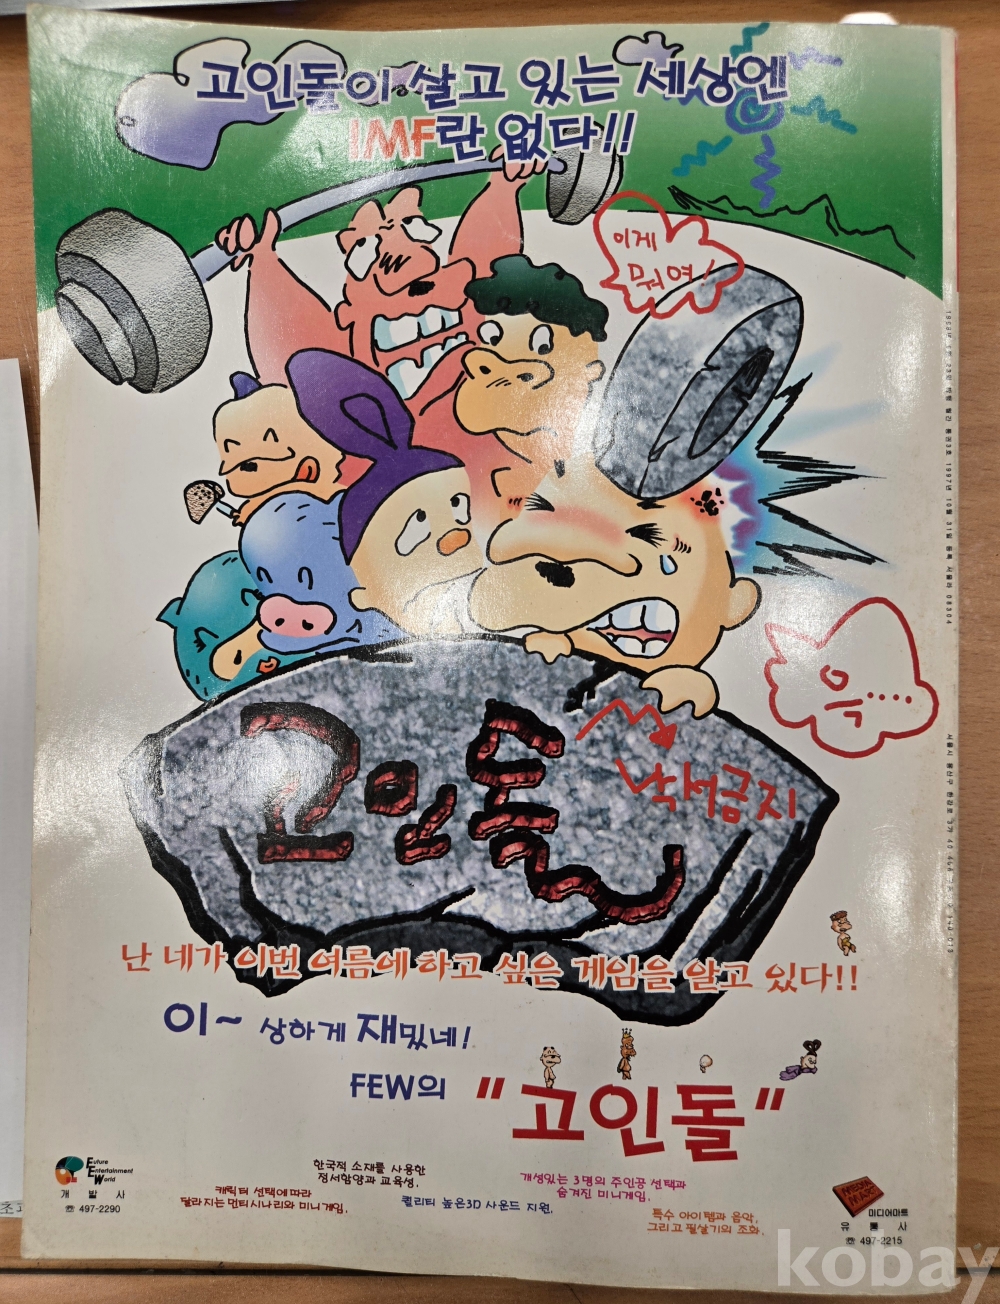 고인돌이 살고 있는 세상엔
IMF란 없다!!
이게
뭐여!
윽.....
낙서금지
고인돌
난 네가 이번 여름에 하고 싶은 게임을 알고 있다!!
이~ 상하게 재밌네!
FEW의 "고인돌"
Future
Entertainment
World
개발사
☏ 497-2290
한국적 소재를 사용한
정서함양과 교육성.
캐릭터 선택에 따라
달라지는 먼티시나리와 미니게임.
퀄리티 높은3D 사운드 지원.
개성있는 3명의 주인공 선택과
숨겨진 미니게임.
특수 아이템과 음악,
그리고 필살기의 조화.
MEDIA
MART
미디어마트
유통사
☏ 497-2215
kobay